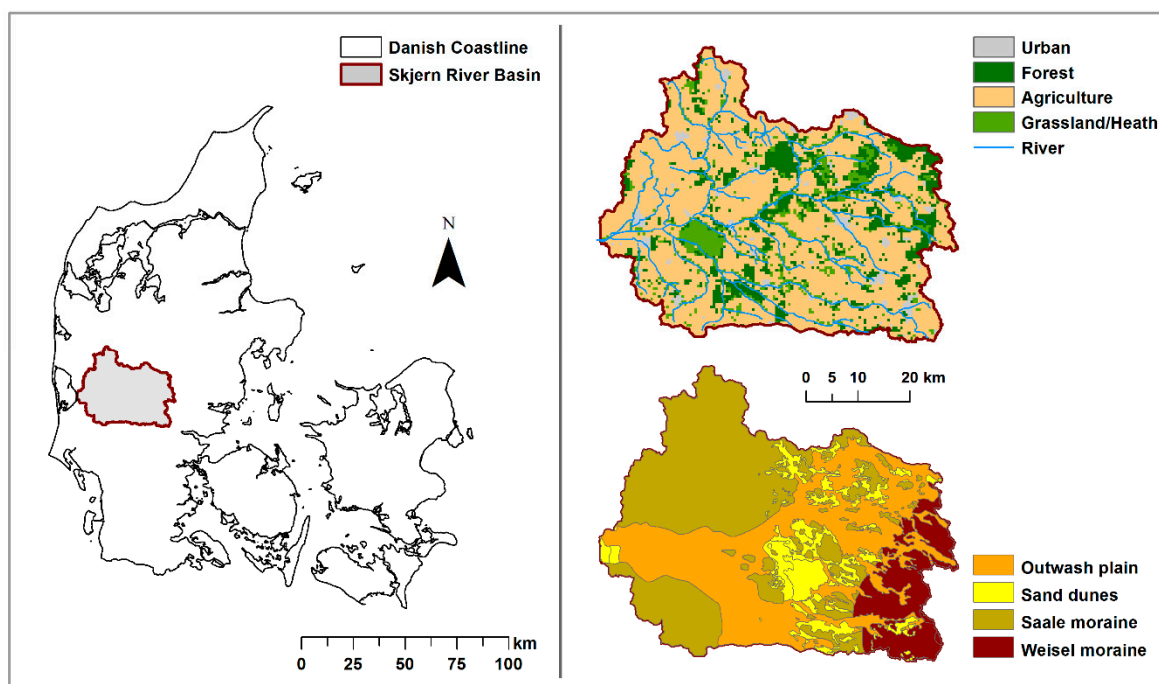 Danish Coastline
Skjern River Basin
N
km
0 25 50 75 100
Urban
Forest
Agriculture
Grassland/Heath
River
0 5 10 20 km
Outwash plain
Sand dunes
Saale moraine
Weisel moraine